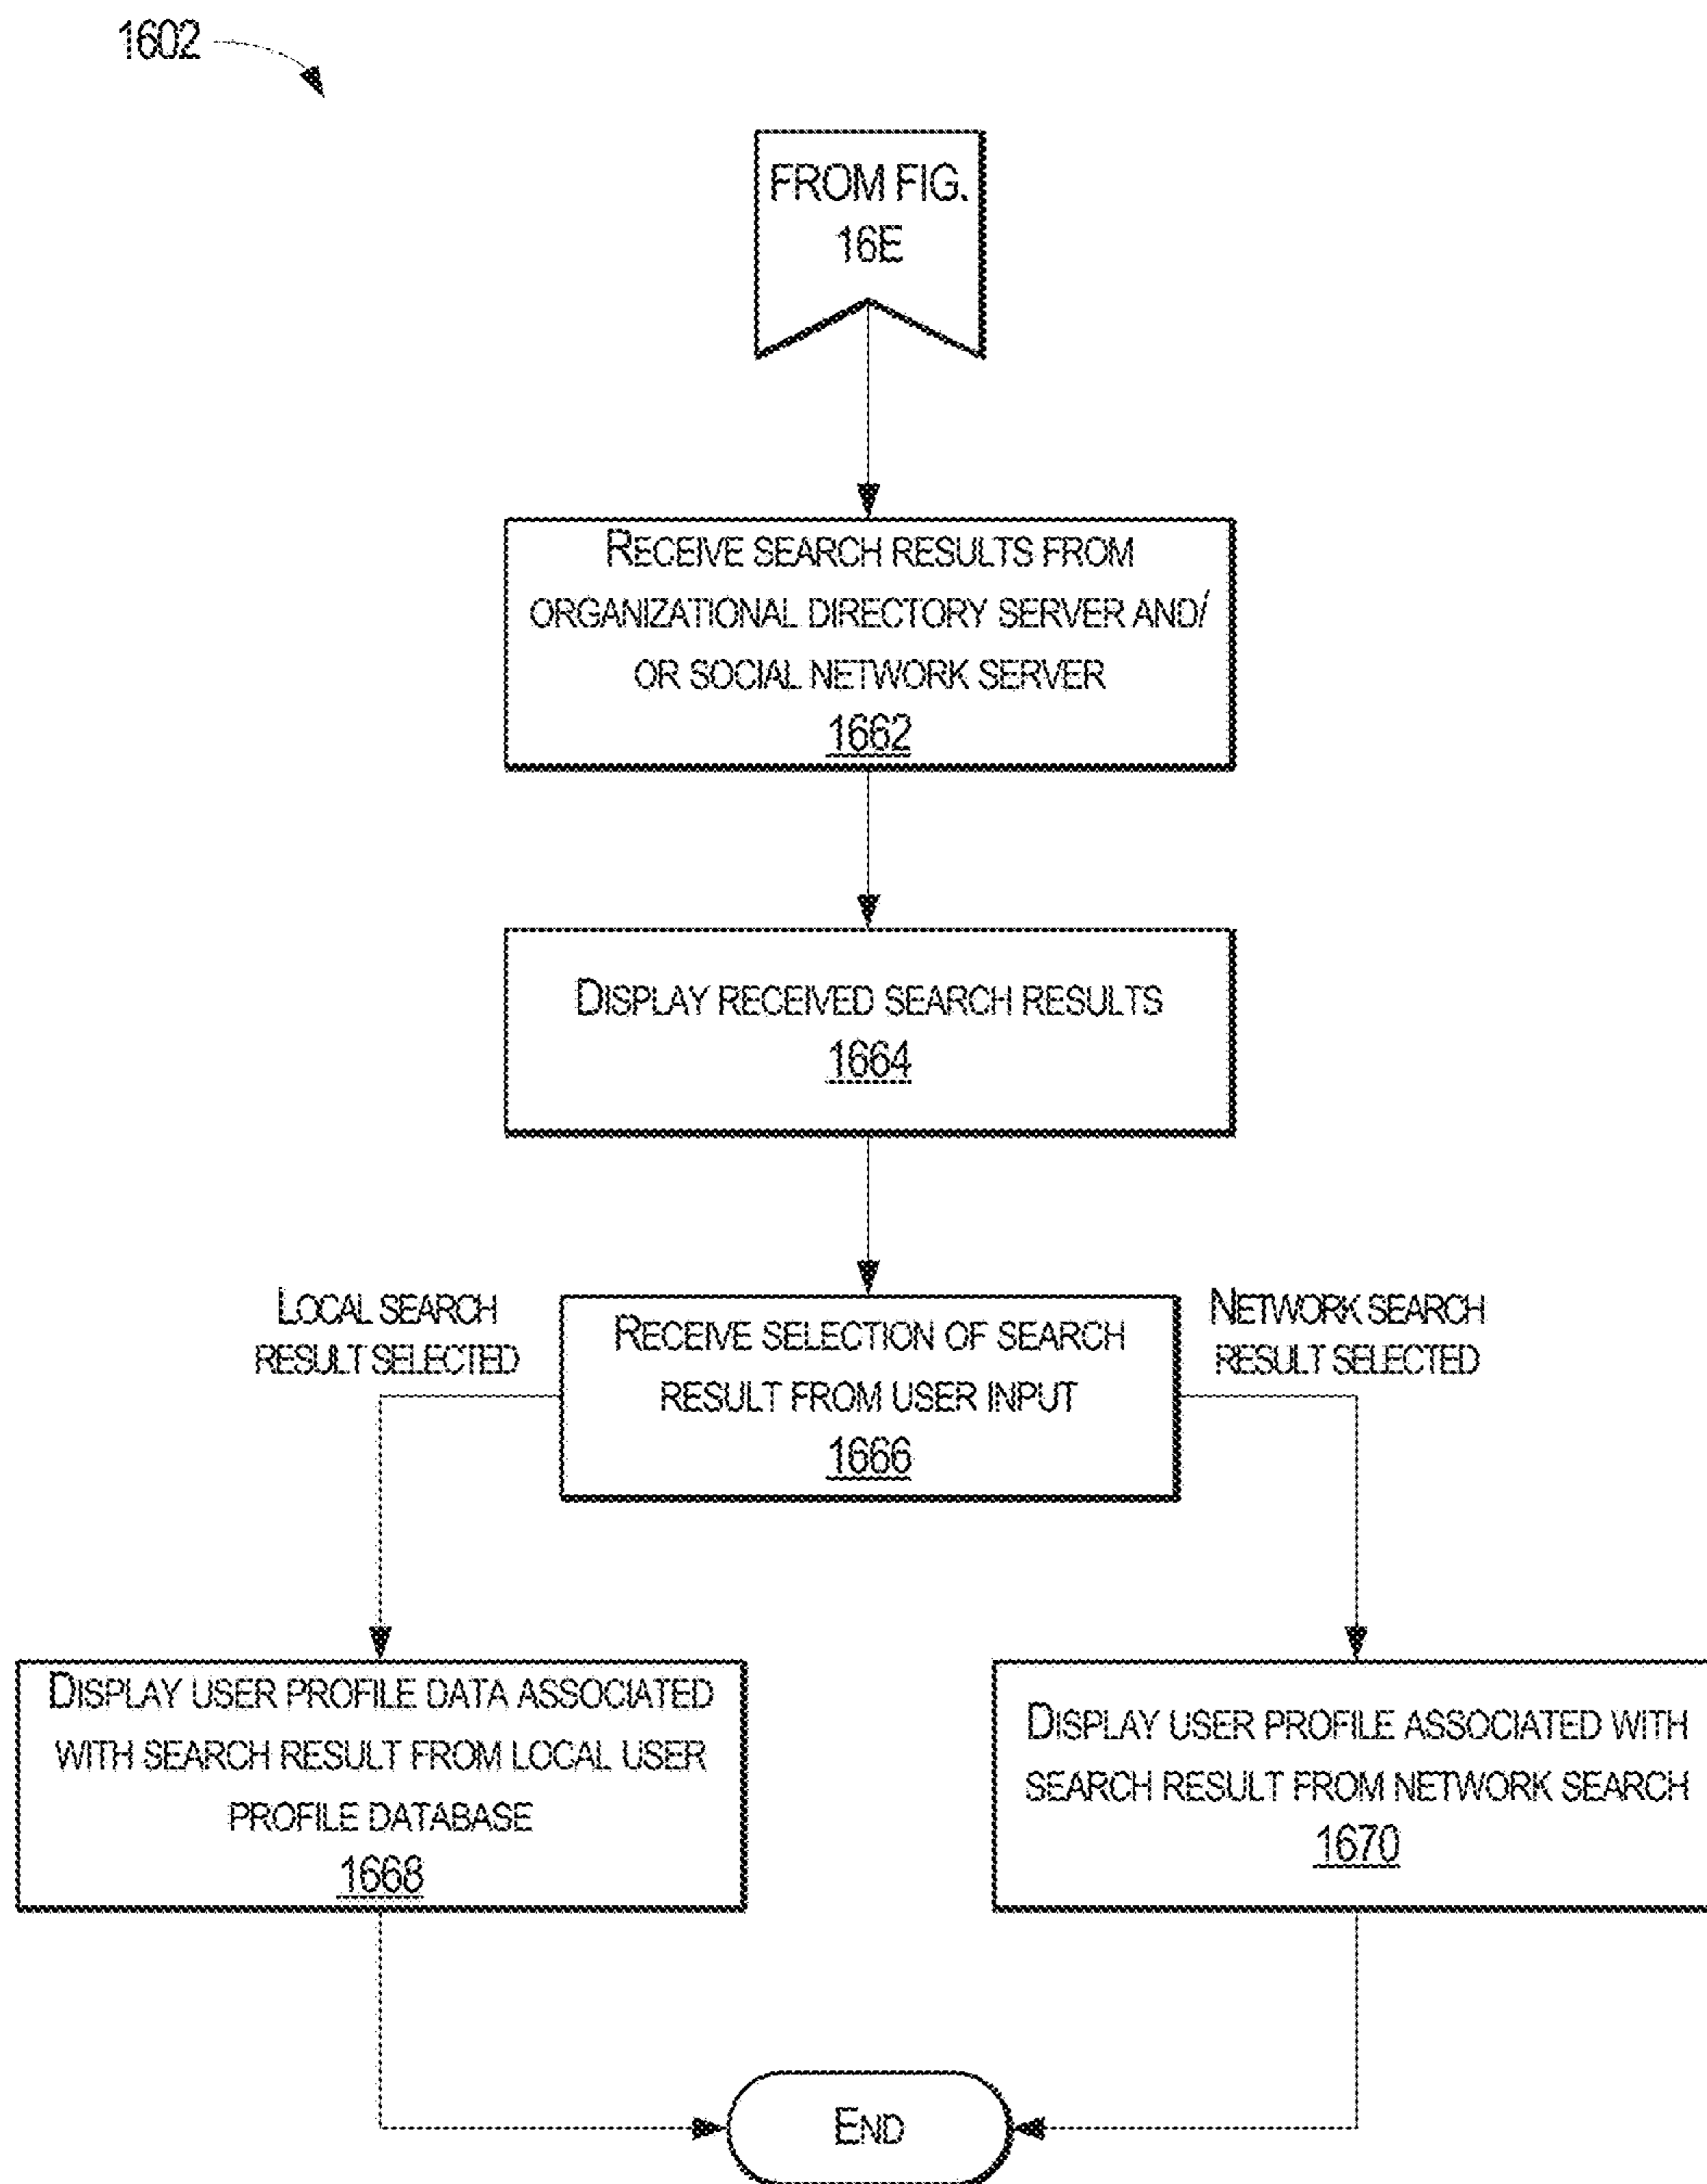 1602
FROM FIG.
16E
RECEIVE SEARCH RESULTS FROM
ORGANIZATIONAL DIRECTORY SERVER AND/
OR SOCIAL NETWORK SERVER
1662
DISPLAY RECEIVED SEARCH RESULTS
1664
LOCAL SEARCH
RESULT SELECTED
RECEIVE SELECTION OF SEARCH
RESULT FROM USER INPUT
1666
NETWORK SEARCH
RESULT SELECTED
DISPLAY USER PROFILE DATA ASSOCIATED
WITH SEARCH RESULT FROM LOCAL USER
PROFILE DATABASE
1668
DISPLAY USER PROFILE ASSOCIATED WITH
SEARCH RESULT FROM NETWORK SEARCH
1670
END